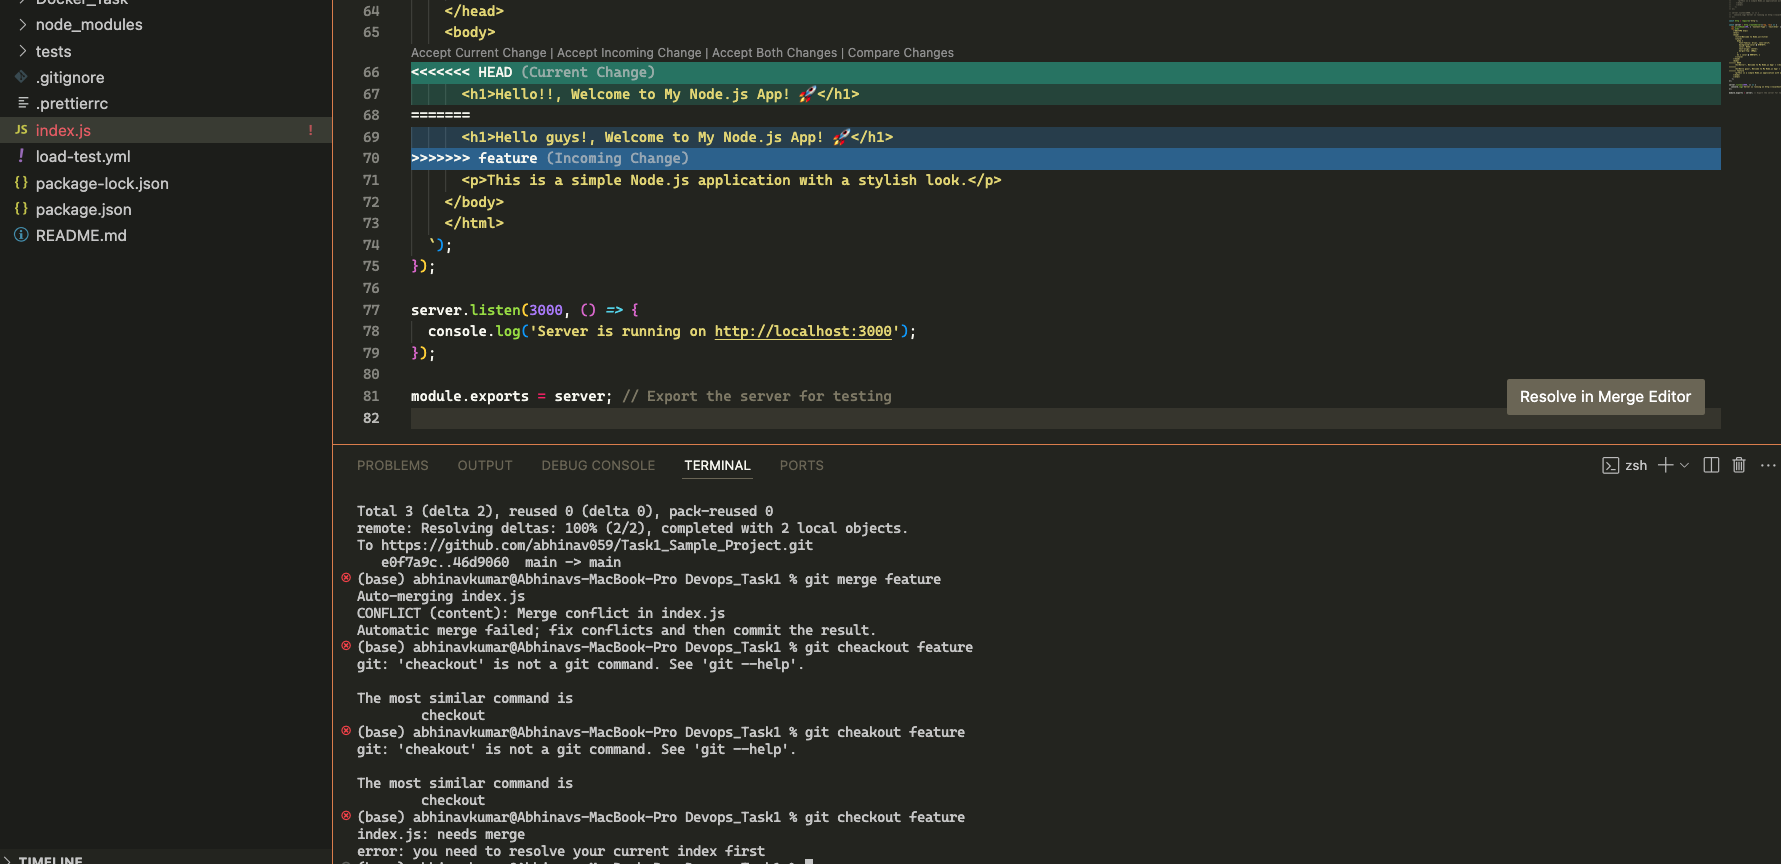 Docker_Task
node_modules
tests
.gitignore
.prettierrc
JS index.js !
! load-test.yml
{} package-lock.json
{} package.json
README.md
TIMELINE
64 </head>
65 <body>
Accept Current Change | Accept Incoming Change | Accept Both Changes | Compare Changes
66 <<<<<<< HEAD (Current Change)
67 <h1>Hello!!, Welcome to My Node.js App! 🚀</h1>
68 =======
69 <h1>Hello guys!, Welcome to My Node.js App! 🚀</h1>
70 >>>>>>> feature (Incoming Change)
71 <p>This is a simple Node.js application with a stylish look.</p>
72 </body>
73 </html>
74 `);
75 });
76
77 server.listen(3000, () => {
78 console.log('Server is running on http://localhost:3000');
79 });
80
81 module.exports = server; // Export the server for testing
82
Resolve in Merge Editor
PROBLEMS OUTPUT DEBUG CONSOLE TERMINAL PORTS
zsh
Total 3 (delta 2), reused 0 (delta 0), pack-reused 0
remote: Resolving deltas: 100% (2/2), completed with 2 local objects.
To https://github.com/abhinav059/Task1_Sample_Project.git
e0f7a9c..46d9060 main -> main
(base) abhinavkumar@Abhinavs-MacBook-Pro Devops_Task1 % git merge feature
Auto-merging index.js
CONFLICT (content): Merge conflict in index.js
Automatic merge failed; fix conflicts and then commit the result.
(base) abhinavkumar@Abhinavs-MacBook-Pro Devops_Task1 % git cheackout feature
git: 'cheackout' is not a git command. See 'git --help'.
The most similar command is
checkout
(base) abhinavkumar@Abhinavs-MacBook-Pro Devops_Task1 % git cheakout feature
git: 'cheakout' is not a git command. See 'git --help'.
The most similar command is
checkout
(base) abhinavkumar@Abhinavs-MacBook-Pro Devops_Task1 % git checkout feature
index.js: needs merge
error: you need to resolve your current index first
(base) abhinavkumar@Abhinavs-MacBook-Pro Devops_Task1 %